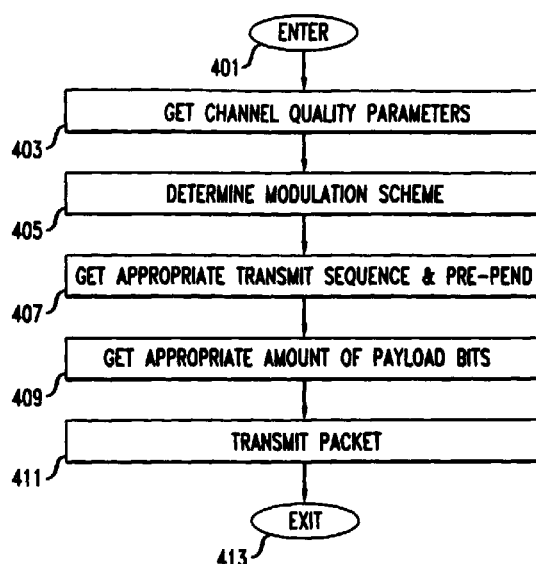 ENTER
401
GET CHANNEL QUALITY PARAMETERS
403
DETERMINE MODULATION SCHEME
405
GET APPROPRIATE TRANSMIT SEQUENCE & PRE-PEND
407
GET APPROPRIATE AMOUNT OF PAYLOAD BITS
409
TRANSMIT PACKET
411
EXIT
413